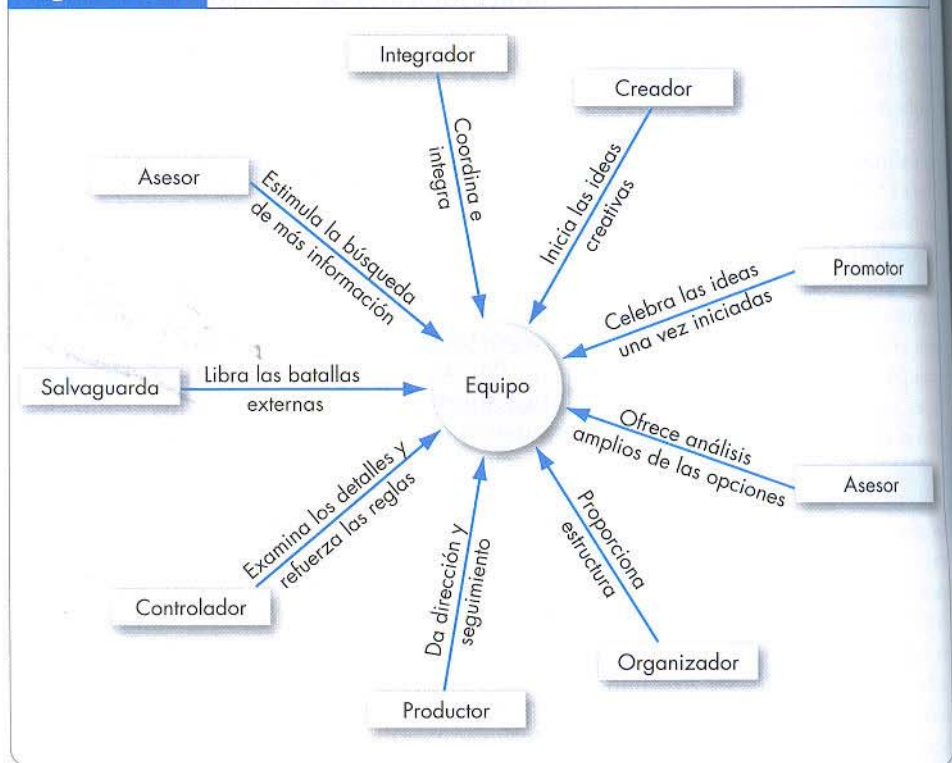 Integrador
Coordina e
integra
Creador
Inicia las ideas
creativas
Promotor
Celebra las ideas
una vez iniciadas
Asesor
Ofrece análisis
amplios de las opciones
Organizador
Proporciona
estructura
Productor
Da dirección y
seguimiento
Controlador
Examina los detalles y
refuerza las reglas
Salvaguarda
Libra las batallas
externas
Asesor
Estimula la búsqueda
de más información
Equipo